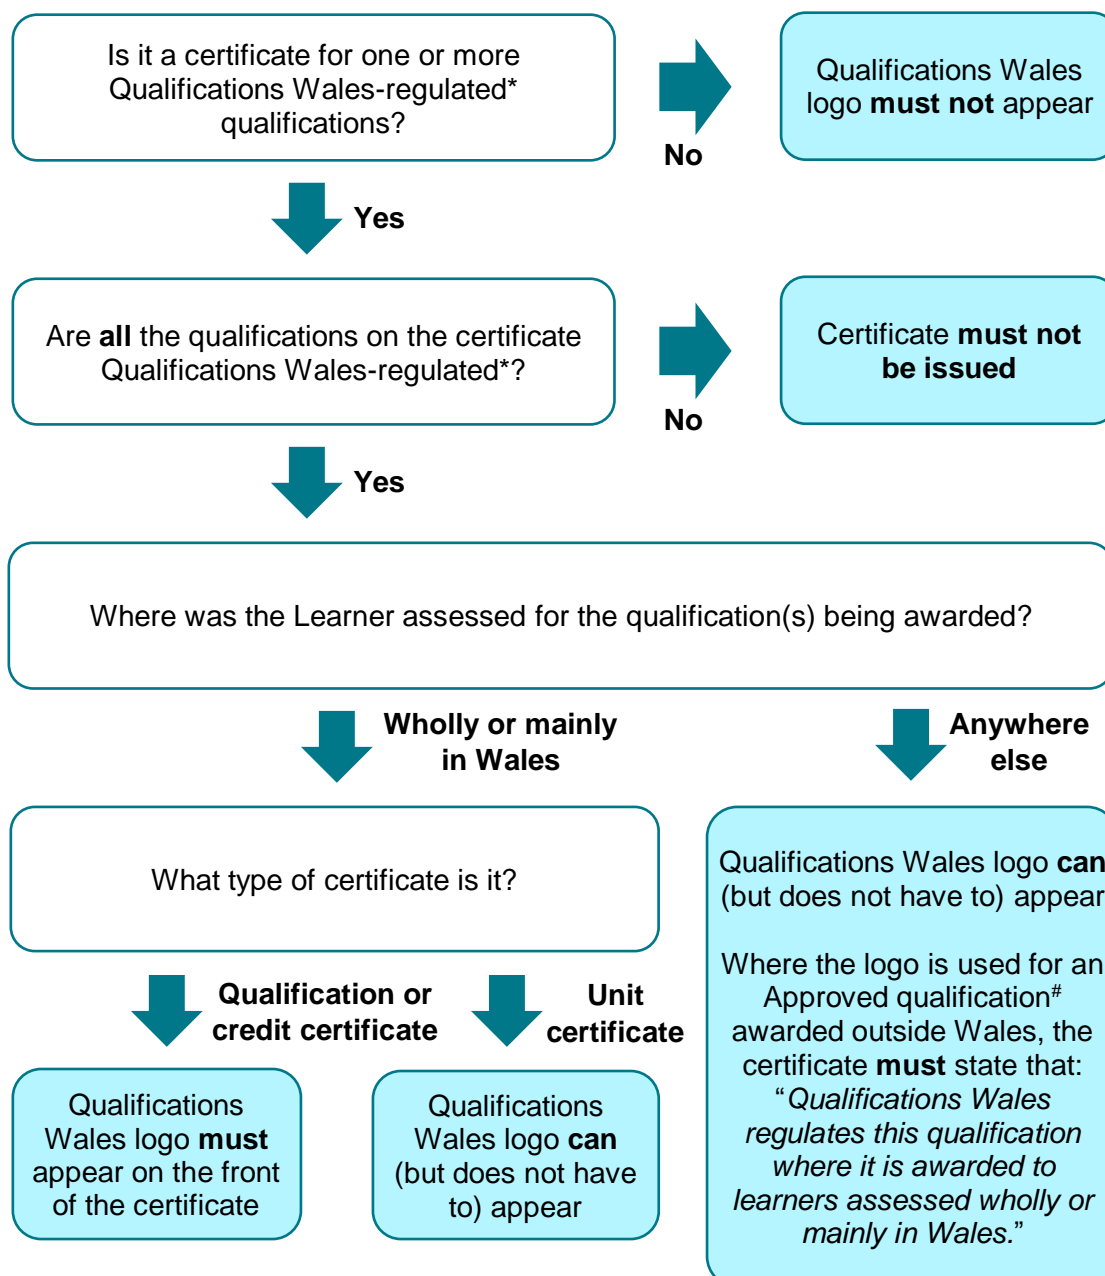 Is it a certificate for one or more
Qualifications Wales-regulated*
qualifications?
No
Qualifications Wales
logo must not appear
Yes
Are all the qualifications on the certificate
Qualifications Wales-regulated*?
No
Certificate must not
be issued
Yes
Where was the Learner assessed for the qualification(s) being awarded?
Wholly or mainly
in Wales
Anywhere
else
What type of certificate is it?
Qualification or
credit certificate
Unit
certificate
Qualifications
Wales logo must
appear on the front
of the certificate
Qualifications
Wales logo can
(but does not have
to) appear
Qualifications Wales logo can
(but does not have to) appear
Where the logo is used for an
Approved qualification#
awarded outside Wales, the
certificate must state that:
“Qualifications Wales
regulates this qualification
where it is awarded to
learners assessed wholly or
mainly in Wales.”